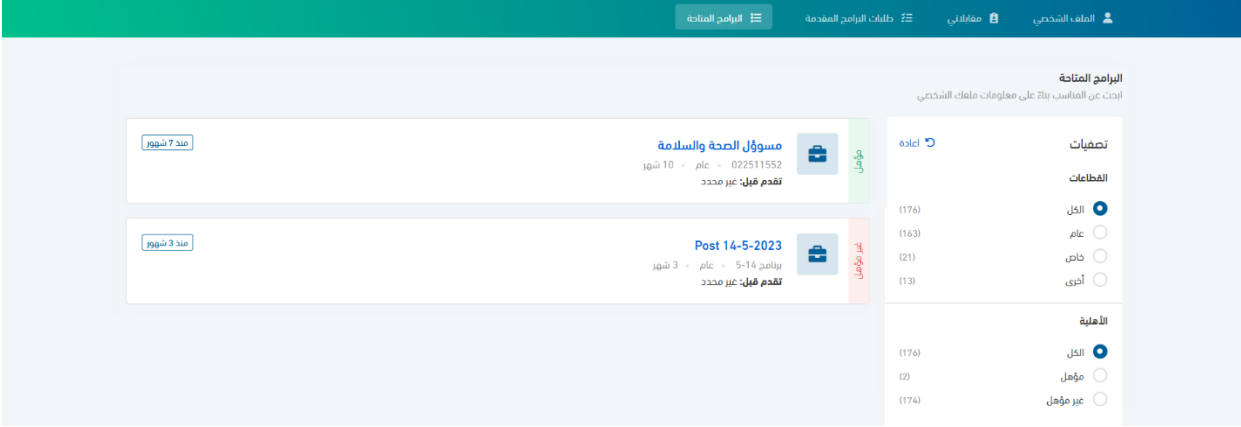 الملف الشخصي
مقابلاتي
طلبات البرامج المقدمة
البرامج المتاحة
البرامج المتاحة
ابحث عن المناسب بناءً على معلومات ملفك الشخصي
تصفيات
اعادة
القطاعات
الكل (176)
عام (163)
خاص (21)
أخرى (13)
الأهلية
الكل (176)
مؤهل (2)
غير مؤهل (174)
مؤهل
مسوؤل الصحة والسلامة
022511552 عام 10 شهر
تقدم قبل: غير محدد
منذ 7 شهور
غير مؤهل
Post 14-5-2023
برنامج 14-5 عام 3 شهر
تقدم قبل: غير محدد
منذ 3 شهور